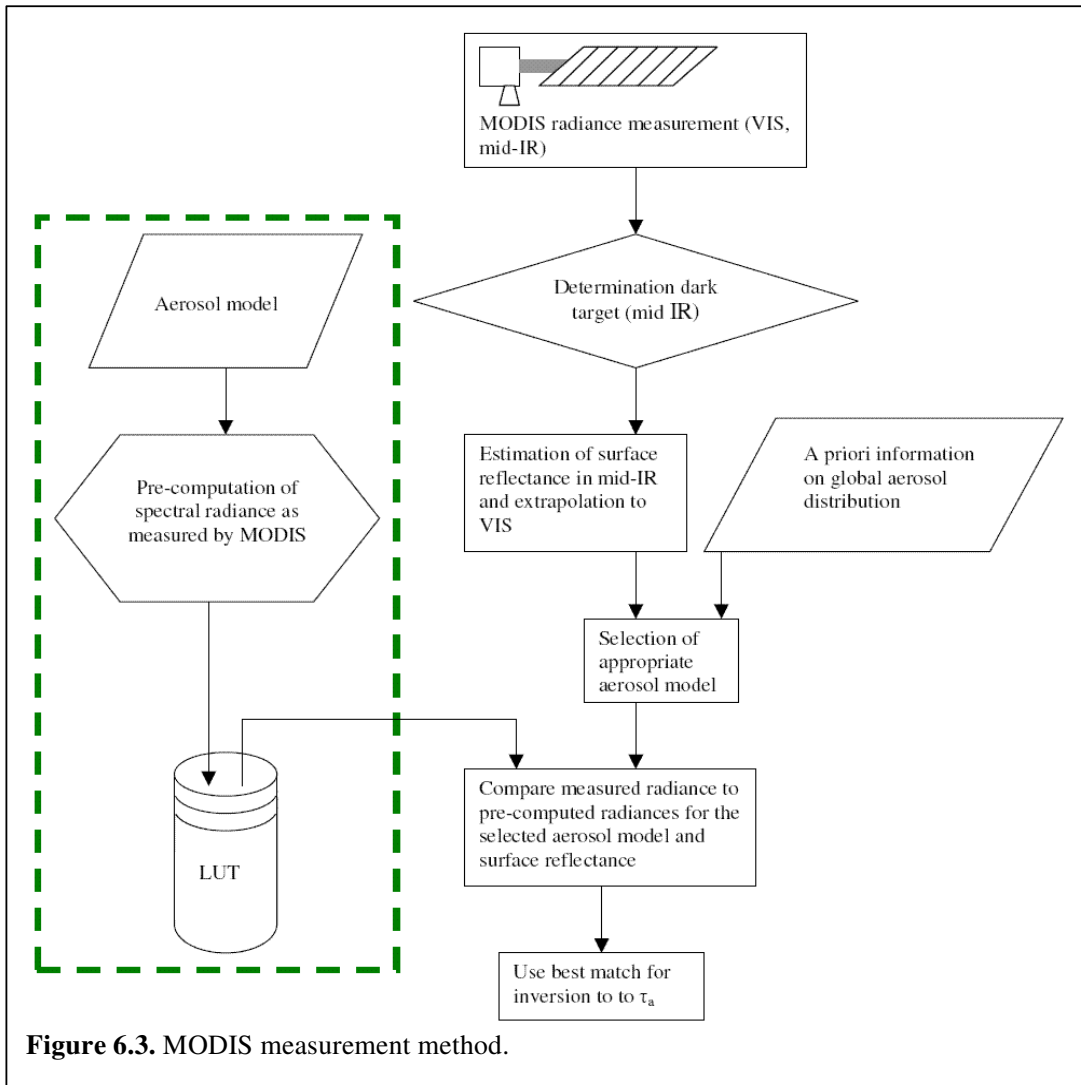 MODIS radiance measurement (VIS,
mid-IR)
Determination dark
target (mid IR)
Aerosol model
Estimation of surface
reflectance in mid-IR
and extrapolation to
VIS
A priori information
on global aerosol
distribution
Pre-computation of
spectral radiance as
measured by MODIS
Selection of
appropriate
aerosol model
Compare measured radiance to
pre-computed radiances for the
selected aerosol model and
surface reflectance
LUT
Use best match for
inversion to to τₐ
Figure 6.3. MODIS measurement method.